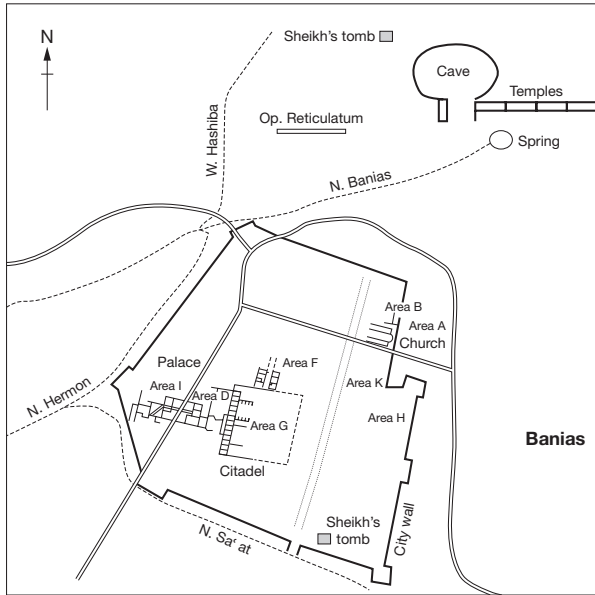 N
Sheikh's tomb
Cave
Temples
Op. Reticulatum
Spring
W. Hashiba
N. Banias
Area B
Area A
Church
Palace
Area F
Area I
Area D
Area K
N. Hermon
Area H
Area G
Banias
Citadel
Sheikh's
tomb
City wall
N. Sa‘ at